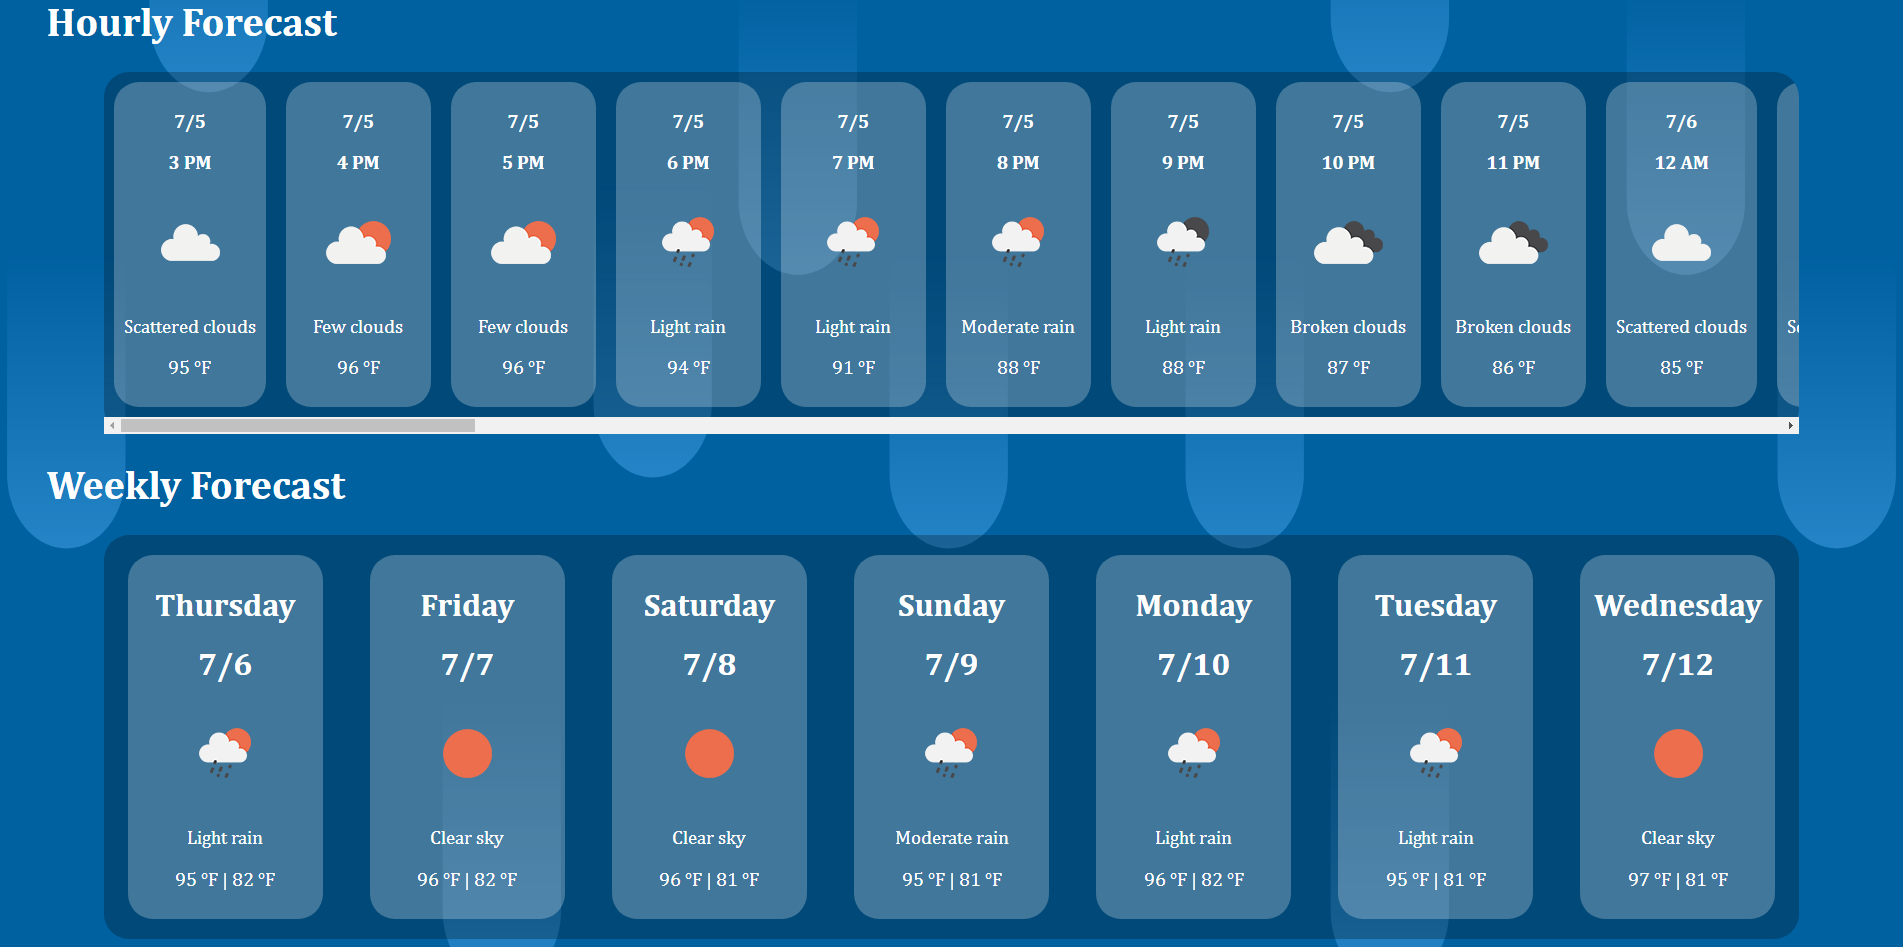 Hourly Forecast
7/5
3 PM
Scattered clouds
95 °F
7/5
4 PM
Few clouds
96 °F
7/5
5 PM
Few clouds
96 °F
7/5
6 PM
Light rain
94 °F
7/5
7 PM
Light rain
91 °F
7/5
8 PM
Moderate rain
88 °F
7/5
9 PM
Light rain
88 °F
7/5
10 PM
Broken clouds
87 °F
7/5
11 PM
Broken clouds
86 °F
7/6
12 AM
Scattered clouds
85 °F
Weekly Forecast
Thursday
7/6
Light rain
95 °F | 82 °F
Friday
7/7
Clear sky
96 °F | 82 °F
Saturday
7/8
Clear sky
96 °F | 81 °F
Sunday
7/9
Moderate rain
95 °F | 81 °F
Monday
7/10
Light rain
96 °F | 82 °F
Tuesday
7/11
Light rain
95 °F | 81 °F
Wednesday
7/12
Clear sky
97 °F | 81 °F